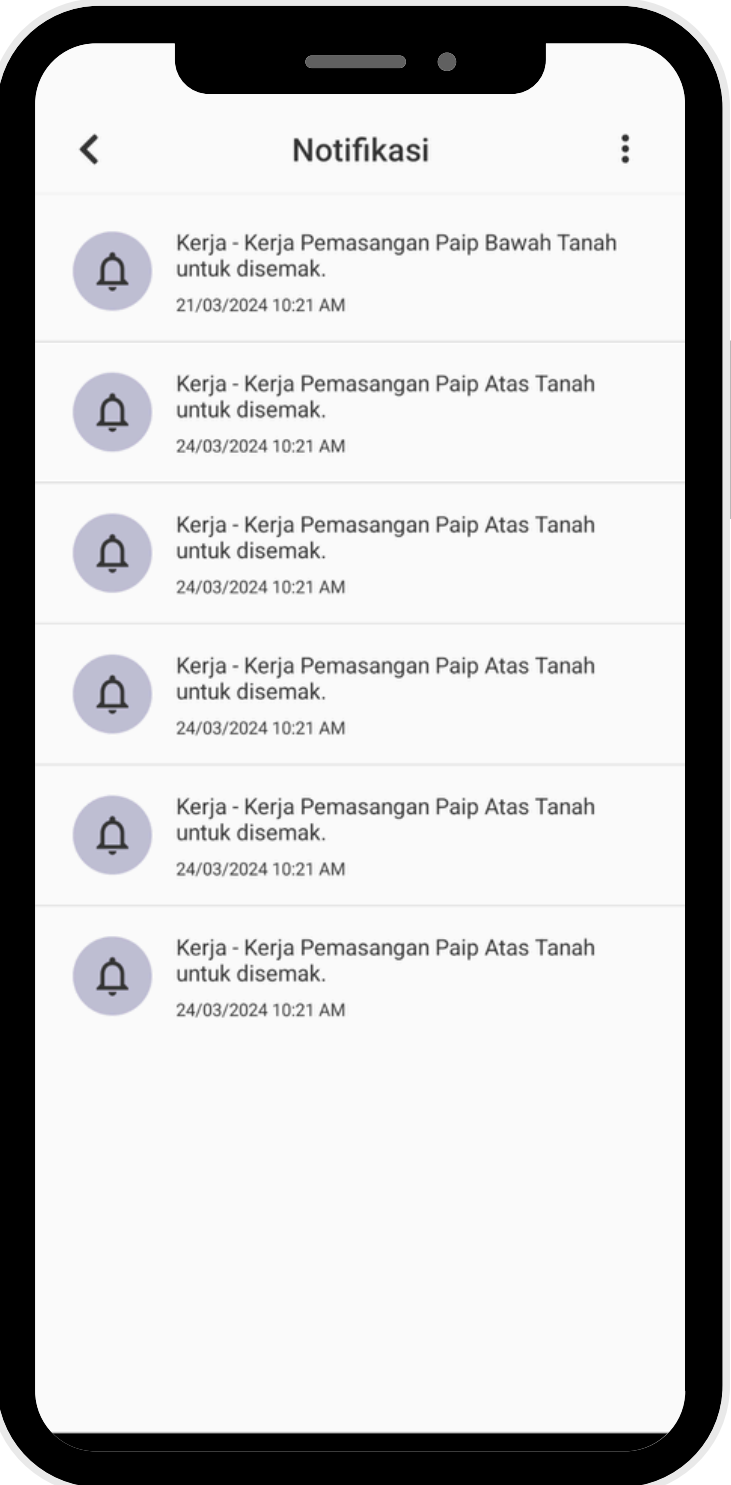 Notifikasi
Kerja - Kerja Pemasangan Paip Bawah Tanah
untuk disemak.
21/03/2024 10:21 AM
Kerja - Kerja Pemasangan Paip Atas Tanah
untuk disemak.
24/03/2024 10:21 AM
Kerja - Kerja Pemasangan Paip Atas Tanah
untuk disemak.
24/03/2024 10:21 AM
Kerja - Kerja Pemasangan Paip Atas Tanah
untuk disemak.
24/03/2024 10:21 AM
Kerja - Kerja Pemasangan Paip Atas Tanah
untuk disemak.
24/03/2024 10:21 AM
Kerja - Kerja Pemasangan Paip Atas Tanah
untuk disemak.
24/03/2024 10:21 AM